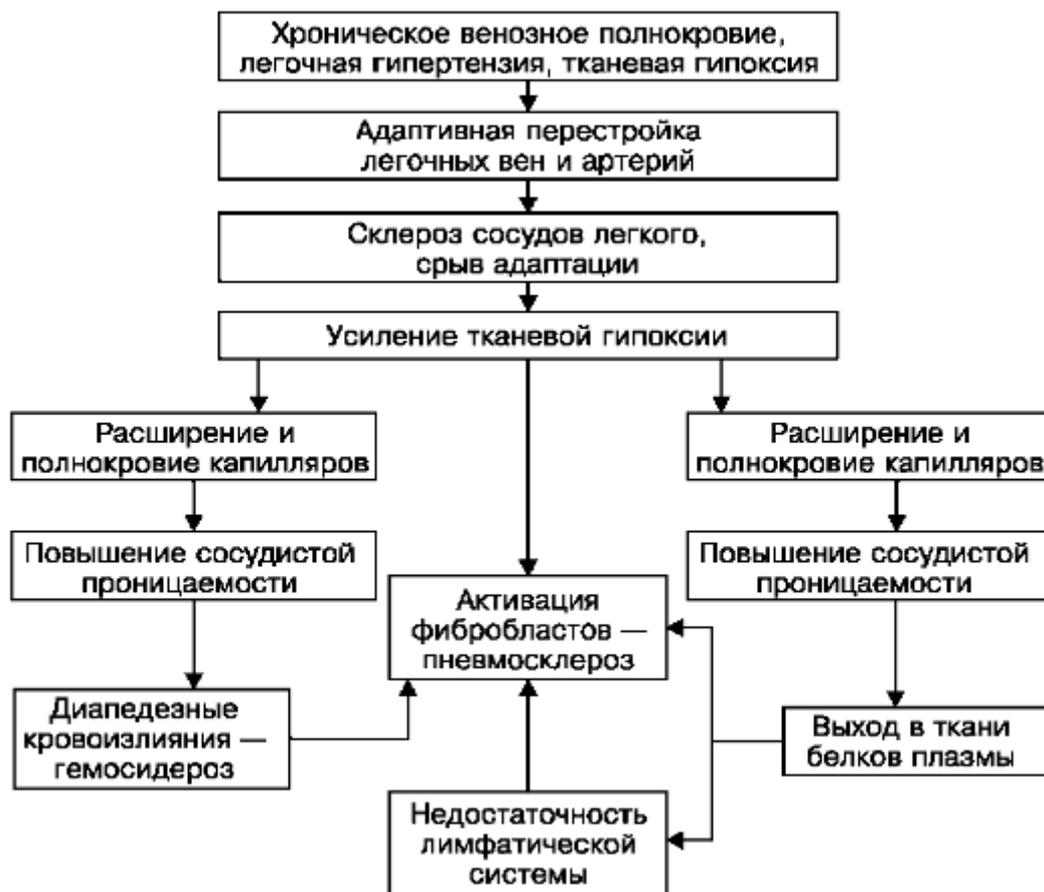 Хроническое венозное полнокровие,
легочная гипертензия, тканевая гипоксия
Адаптивная перестройка
легочных вен и артерий
Склероз сосудов легкого,
срыв адаптации
Усиление тканевой гипоксии
Расширение и
полнокровие капилляров
Расширение и
полнокровие капилляров
Повышение сосудистой
проницаемости
Повышение сосудистой
проницаемости
Активация
фибробластов —
пневмосклероз
Диапедезные
кровоизлияния —
гемосидероз
Выход в ткани
белков плазмы
Недостаточность
лимфатической
системы